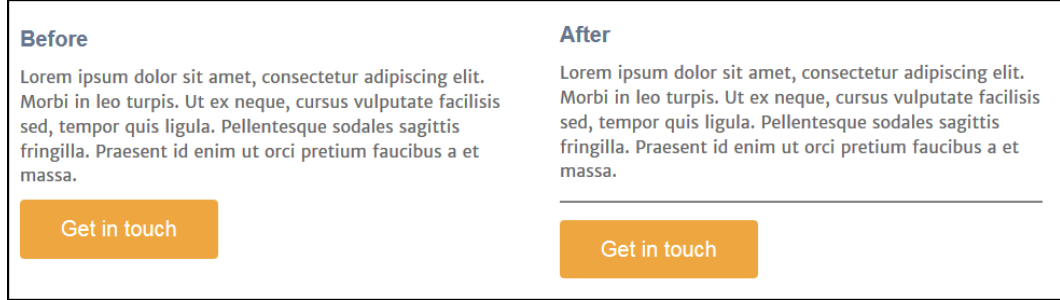 Before
Lorem ipsum dolor sit amet, consectetur adipiscing elit.
Morbi in leo turpis. Ut ex neque, cursus vulputate facilisis
sed, tempor quis ligula. Pellentesque sodales sagittis
fringilla. Praesent id enim ut orci pretium faucibus a et
massa.
Get in touch
After
Lorem ipsum dolor sit amet, consectetur adipiscing elit.
Morbi in leo turpis. Ut ex neque, cursus vulputate facilisis
sed, tempor quis ligula. Pellentesque sodales sagittis
fringilla. Praesent id enim ut orci pretium faucibus a et
massa.
Get in touch